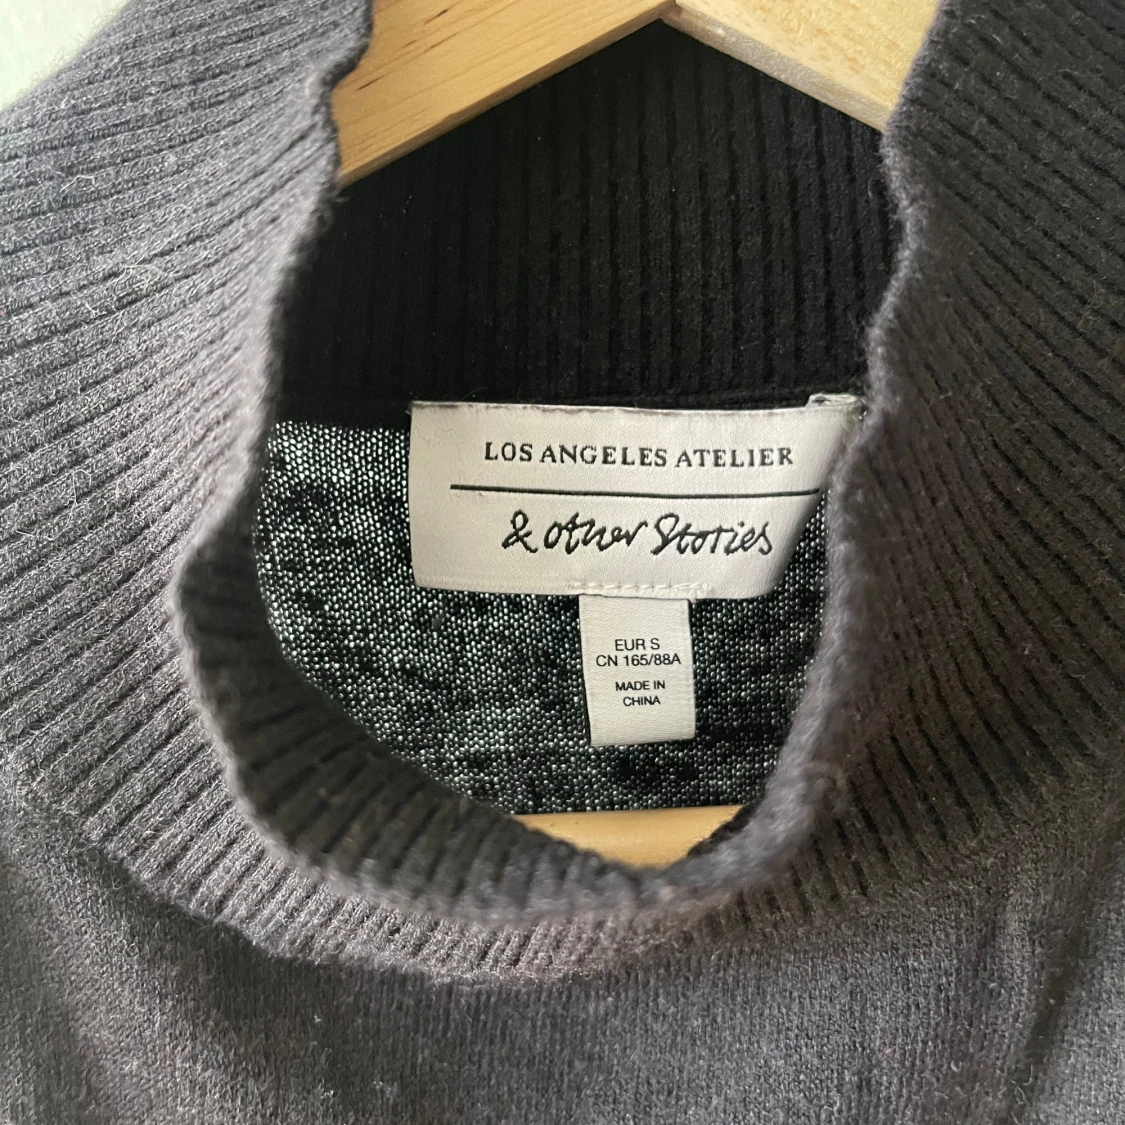 LOS ANGELES ATELIER
& other Stories
EUR S
CN 165/88A
MADE IN
CHINA